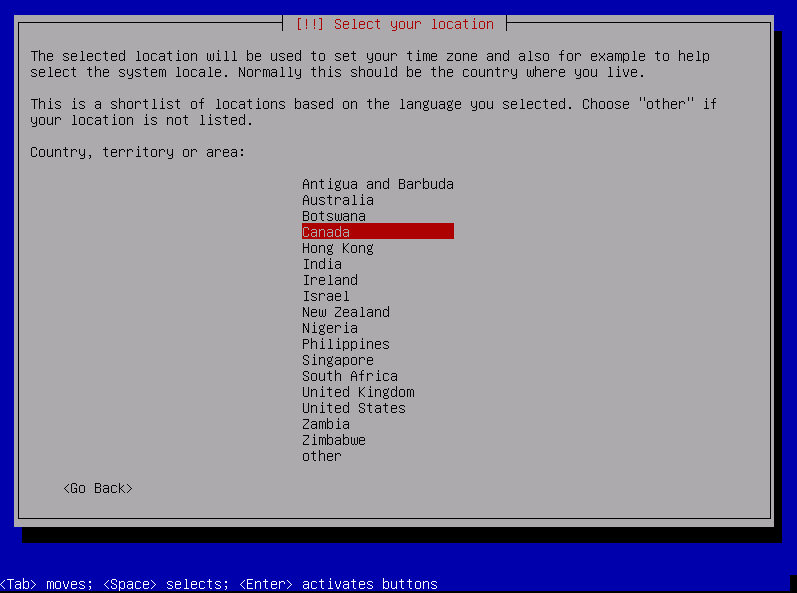 [!!] Select your location
The selected location will be used to set your time zone and also for example to help
select the system locale. Normally this should be the country where you live.
This is a shortlist of locations based on the language you selected. Choose "other" if
your location is not listed.
Country, territory or area:
Antigua and Barbuda
Australia
Botswana
Canada
Hong Kong
India
Ireland
Israel
New Zealand
Nigeria
Philippines
Singapore
South Africa
United Kingdom
United States
Zambia
Zimbabwe
other
<Go Back>
<Tab> moves; <Space> selects; <Enter> activates buttons